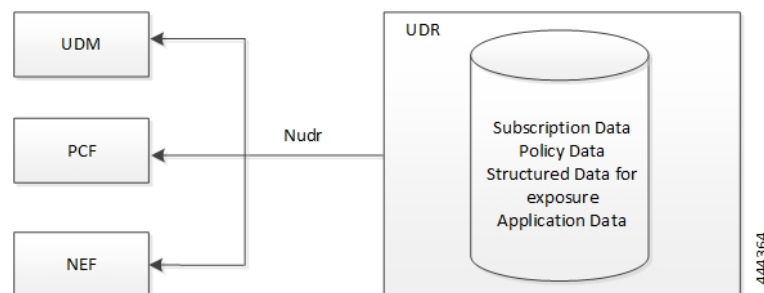 UDM
PCF
NEF
Nudr
UDR
Subscription Data
Policy Data
Structured Data for
exposure
Application Data
444364